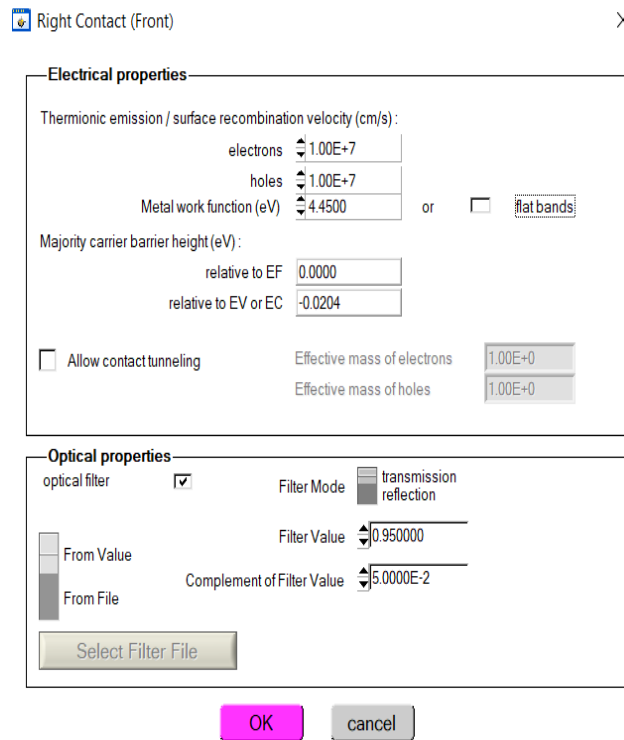 Right Contact (Front)
Electrical properties
Thermionic emission / surface recombination velocity (cm/s) :
electrons 1.00E+7
holes 1.00E+7
Metal work function (eV) 4.4500 or flat bands
Majority carrier barrier height (eV) :
relative to EF 0.0000
relative to EV or EC -0.0204
Allow contact tunneling Effective mass of electrons 1.00E+0
Effective mass of holes 1.00E+0
Optical properties
optical filter Filter Mode transmission
reflection
Filter Value 0.950000
From Value
Complement of Filter Value 5.0000E-2
From File
Select Filter File
OK cancel